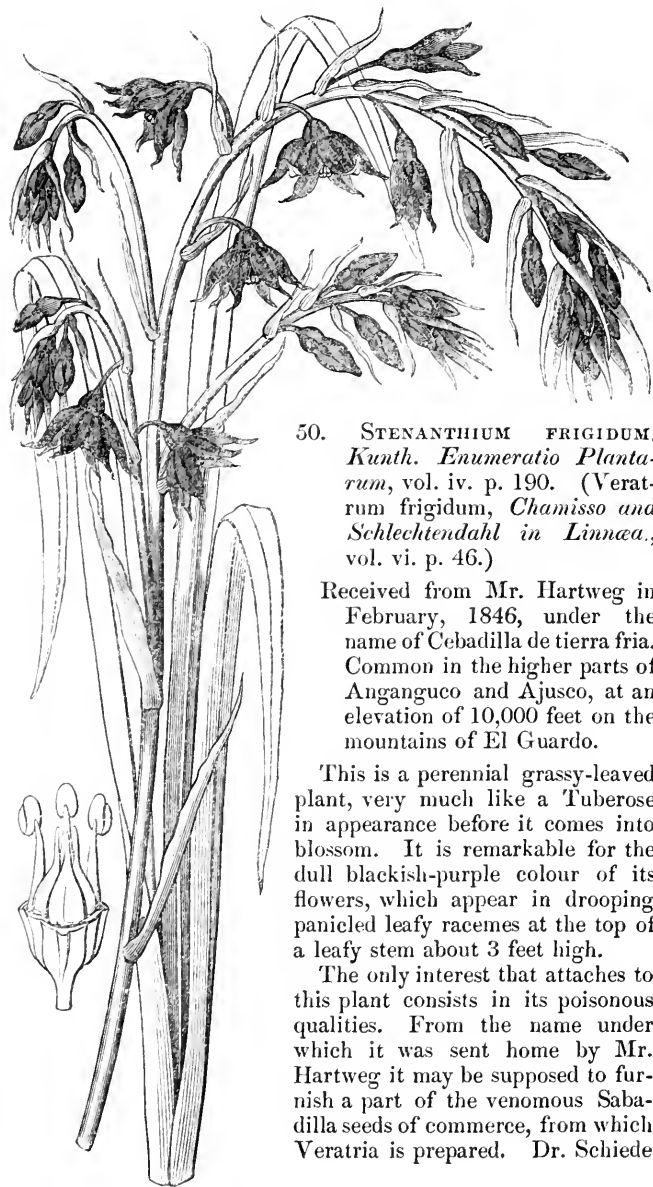 50. STENANTHIUM FRIGIDUM,
Kunth. Enumeratio Planta-
rum, vol. iv. p. 190. (Verat-
rum frigidum, Chamisso and
Schlechtendahl in Linnæa.,
vol. vi. p. 46.)
Received from Mr. Hartweg in
February, 1846, under the
name of Cebadilla de tierra fria.
Common in the higher parts of
Anganguco and Ajusco, at an
elevation of 10,000 feet on the
mountains of El Guardo.
This is a perennial grassy-leaved
plant, very much like a Tuberose
in appearance before it comes into
blossom. It is remarkable for the
dull blackish-purple colour of its
flowers, which appear in drooping
panicled leafy racemes at the top of
a leafy stem about 3 feet high.
The only interest that attaches to
this plant consists in its poisonous
qualities. From the name under
which it was sent home by Mr.
Hartweg it may be supposed to fur-
nish a part of the venomous Saba-
dilla seeds of commerce, from which
Veratria is prepared. Dr. Schiede